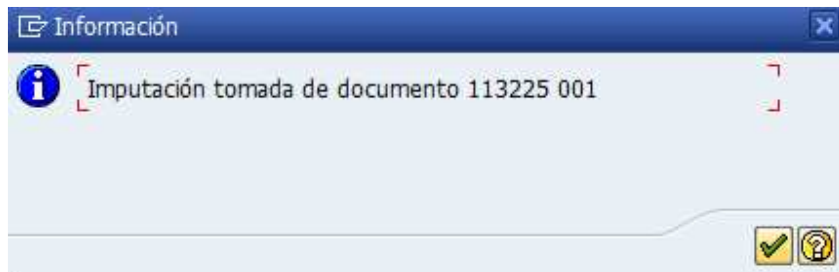 Información
Imputación tomada de documento 113225 001